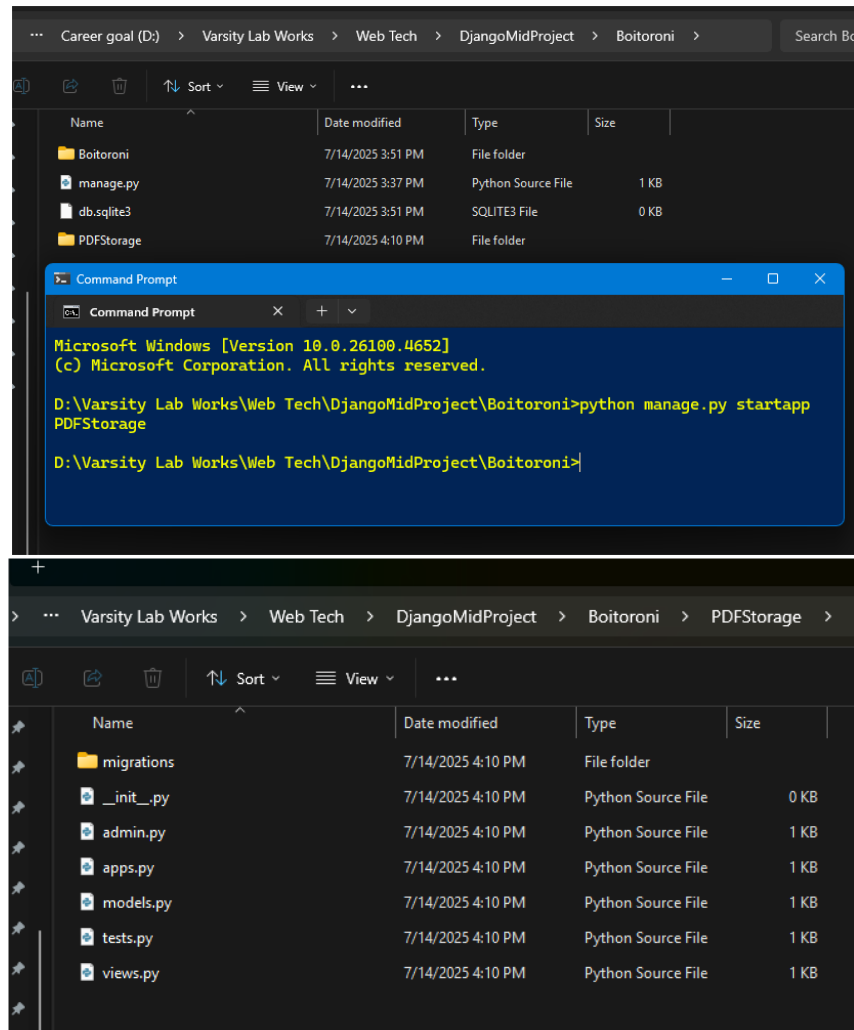 ··· Career goal (D:) > Varsity Lab Works > Web Tech > DjangoMidProject > Boitoroni > Search Bo
Sort View ···
Name Date modified Type Size
Boitoroni 7/14/2025 3:51 PM File folder
manage.py 7/14/2025 3:37 PM Python Source File 1 KB
db.sqlite3 7/14/2025 3:51 PM SQLITE3 File 0 KB
PDFStorage 7/14/2025 4:10 PM File folder
Command Prompt
Command Prompt
Microsoft Windows [Version 10.0.26100.4652]
(c) Microsoft Corporation. All rights reserved.
D:\Varsity Lab Works\Web Tech\DjangoMidProject\Boitoroni>python manage.py startapp
PDFStorage
D:\Varsity Lab Works\Web Tech\DjangoMidProject\Boitoroni>
> ··· Varsity Lab Works > Web Tech > DjangoMidProject > Boitoroni > PDFStorage >
Sort View ···
Name Date modified Type Size
migrations 7/14/2025 4:10 PM File folder
__init__.py 7/14/2025 4:10 PM Python Source File 0 KB
admin.py 7/14/2025 4:10 PM Python Source File 1 KB
apps.py 7/14/2025 4:10 PM Python Source File 1 KB
models.py 7/14/2025 4:10 PM Python Source File 1 KB
tests.py 7/14/2025 4:10 PM Python Source File 1 KB
views.py 7/14/2025 4:10 PM Python Source File 1 KB